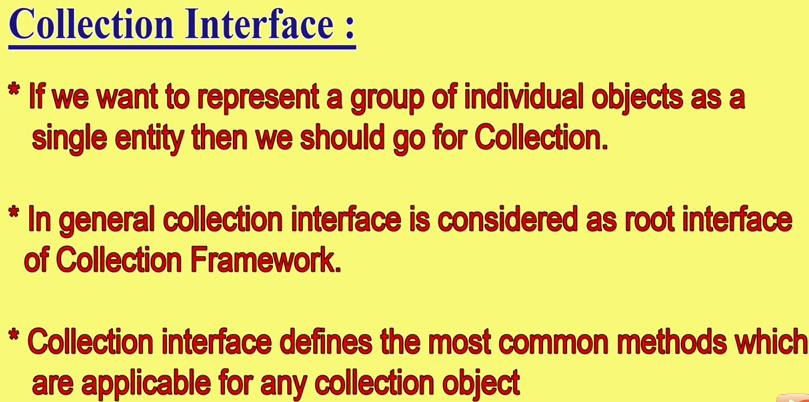 Collection Interface :
* If we want to represent a group of individual objects as a
single entity then we should go for Collection.
* In general collection interface is considered as root interface
of Collection Framework.
* Collection interface defines the most common methods which
are applicable for any collection object